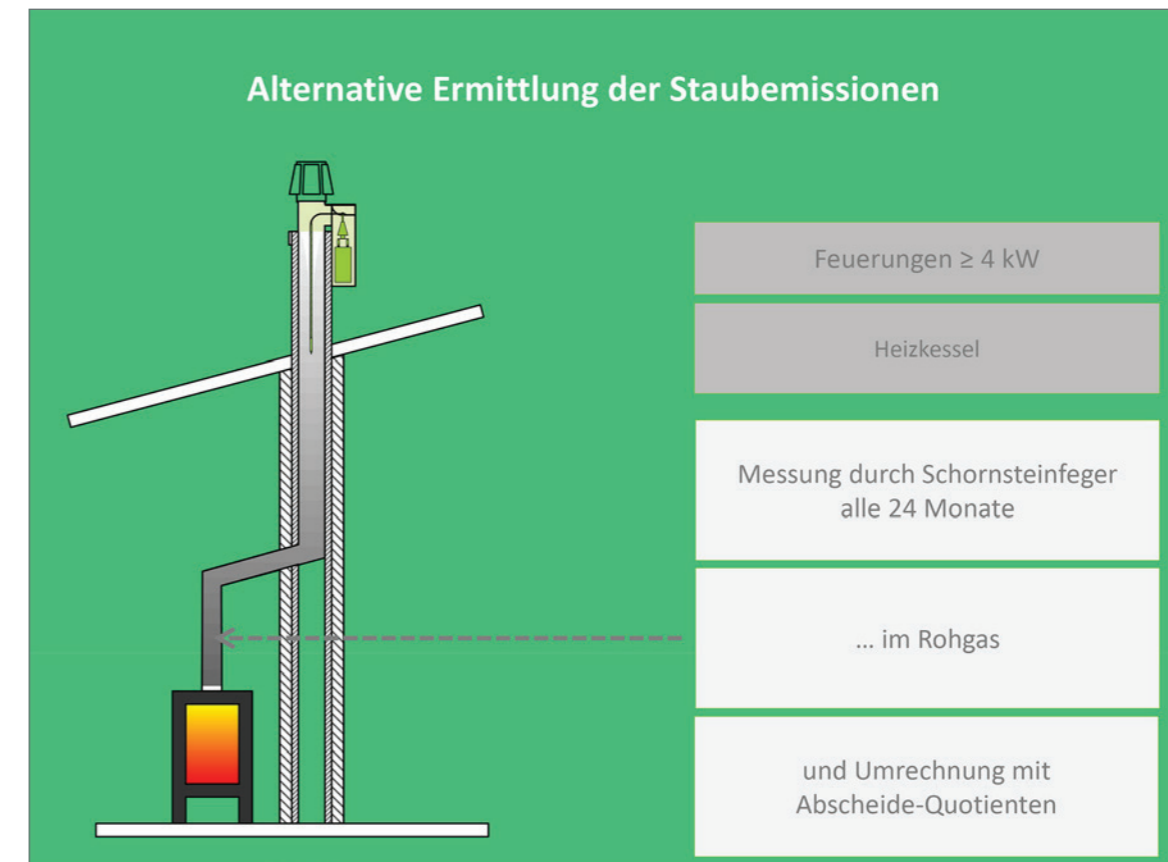 Alternative Ermittlung der Staubemissionen
Feuerungen ≥ 4 kW
Heizkessel
Messung durch Schornsteinfeger
alle 24 Monate
... im Rohgas
und Umrechnung mit
Abscheide-Quotienten